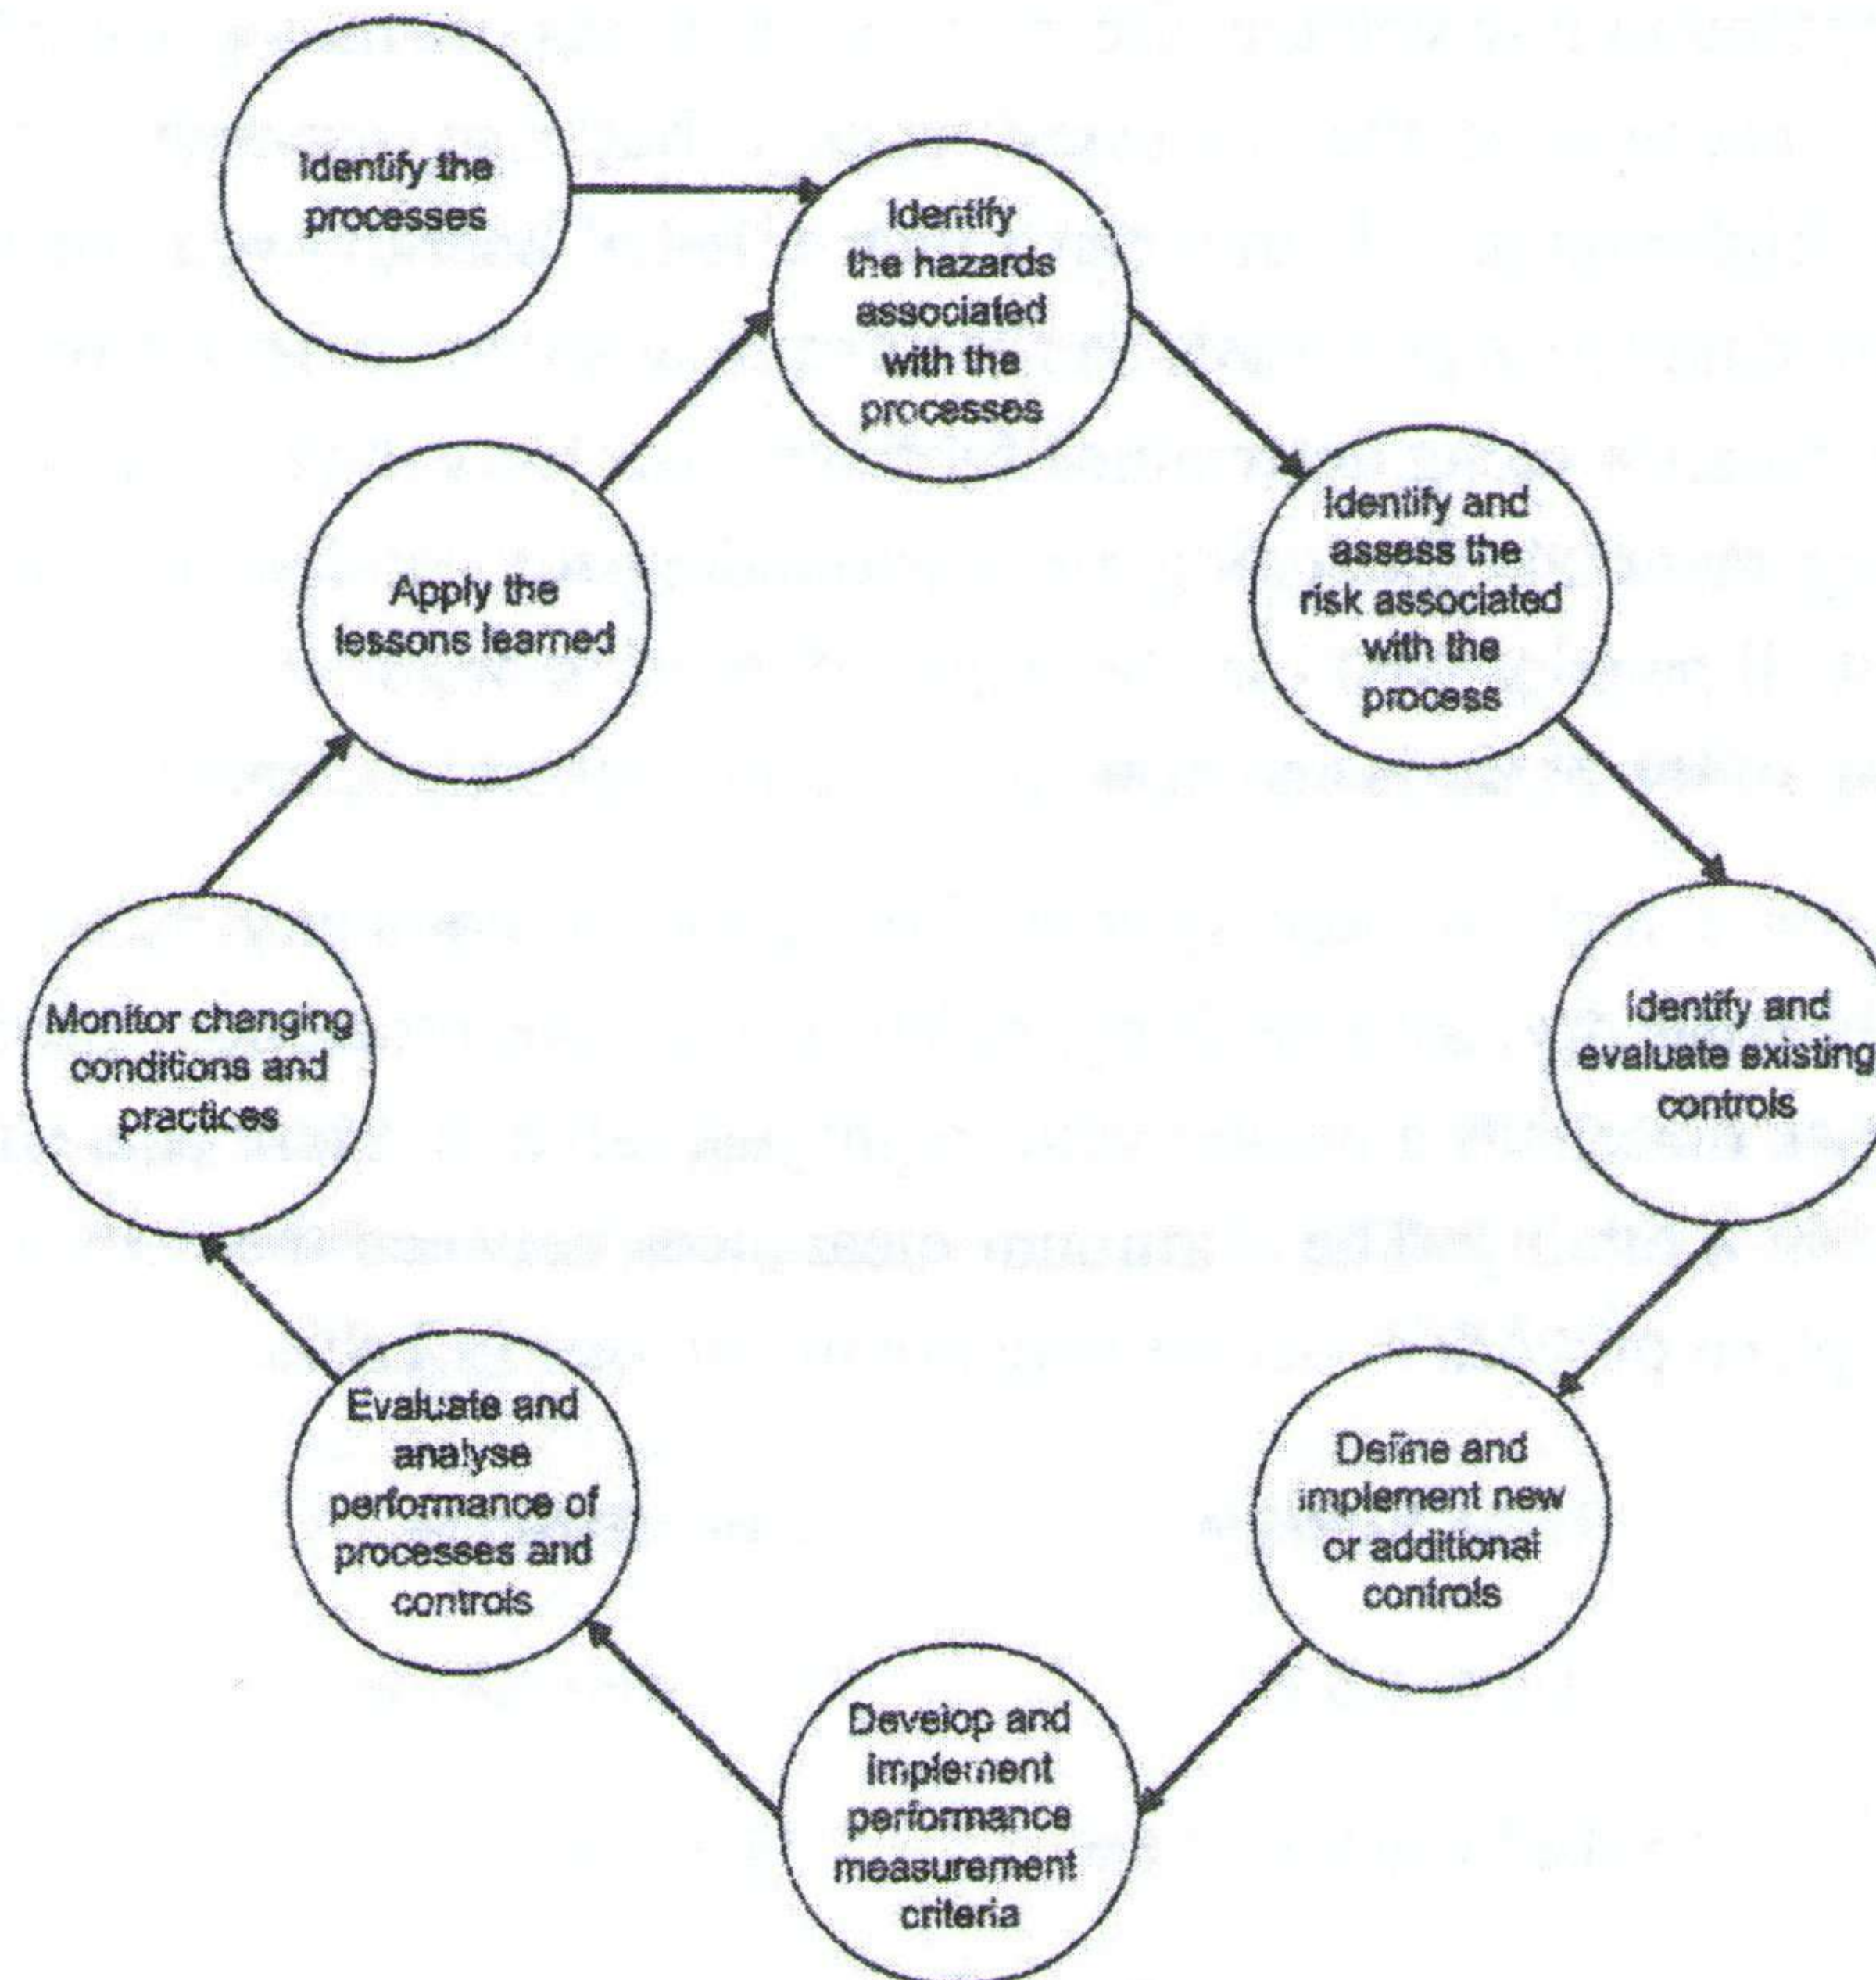 Identify the
processes
Identify
the hazards
associated
with the
processes
Identify and
assess the
risk associated
with the
process
Identify and
evaluate existing
controls
Define and
implement new
or additional
controls
Develop and
implement
performance
measurement
criteria
Evaluate and
analyse
performance of
processes and
controls
Monitor changing
conditions and
practices
Apply the
lessons learned